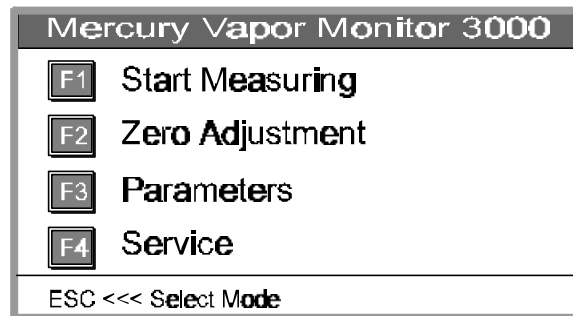 Mercury Vapor Monitor 3000
F1 Start Measuring
F2 Zero Adjustment
F3 Parameters
F4 Service
ESC <<< Select Mode